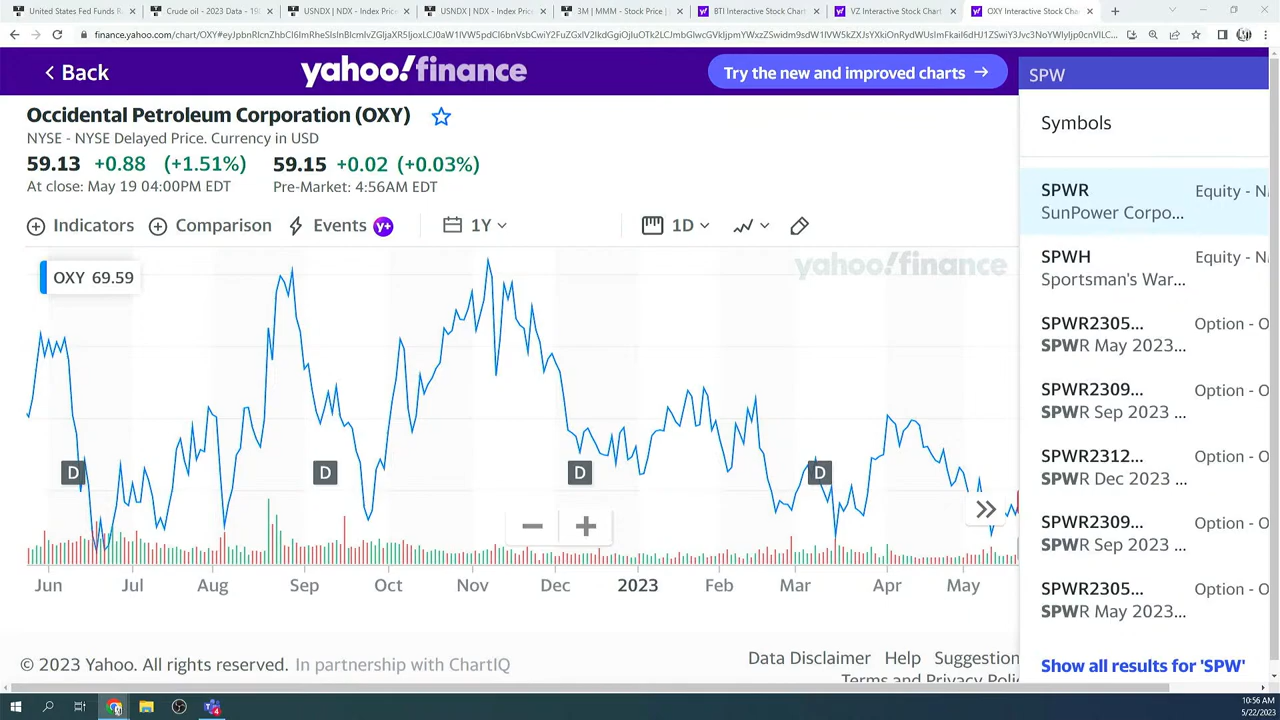 United States Fed Funds R
Crude oil - 2023 Data - 198
USNDX | NDX - Index Price
USNDX | NDX - Index Price
3M | MMM - Stock Price |
BTI Interactive Stock Chart
VZ Interactive Stock Chart
OXY Interactive Stock Char
Back
yahoo!finance
Try the new and improved charts
SPW
Occidental Petroleum Corporation (OXY)
NYSE - NYSE Delayed Price. Currency in USD
59.13 +0.88 (+1.51%) 59.15 +0.02 (+0.03%)
At close: May 19 04:00PM EDT Pre-Market: 4:56AM EDT
Indicators Comparison Events y+ 1Y 1D
OXY 69.59
yahoo!finance
D D D D
Jun Jul Aug Sep Oct Nov Dec 2023 Feb Mar Apr May
Symbols
SPWR Equity - N
SunPower Corpo...
SPWH Equity - N
Sportsman's War...
SPWR2305... Option - O
SPWR May 2023...
SPWR2309... Option - O
SPWR Sep 2023 ...
SPWR2312... Option - O
SPWR Dec 2023 ...
SPWR2309... Option - O
SPWR Sep 2023 ...
SPWR2305... Option - O
SPWR May 2023...
Show all results for 'SPW'
© 2023 Yahoo. All rights reserved. In partnership with ChartIQ
Data Disclaimer Help Suggestion
Terms and Privacy Poli
10:56 AM
5/22/2023